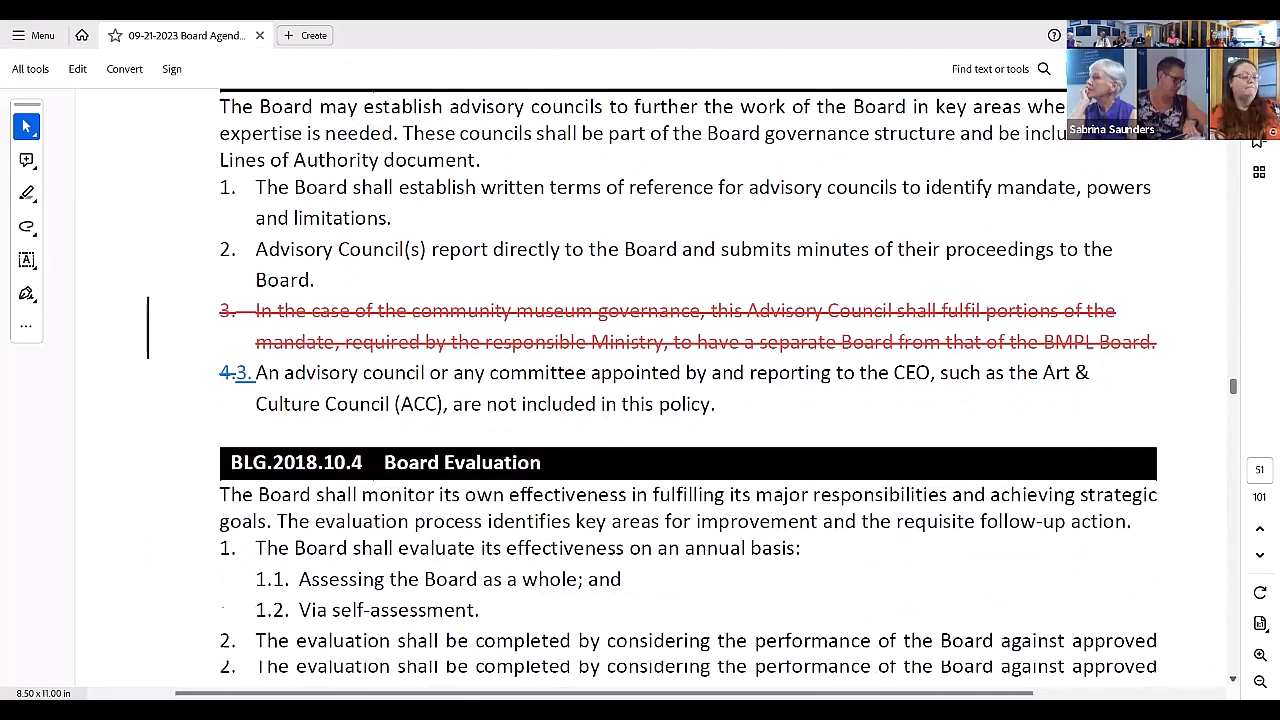 Menu
09-21-2023 Board Agend...
Create
All tools Edit Convert Sign
Find text or tools
Sabrina Saunders
The Board may establish advisory councils to further the work of the Board in key areas
expertise is needed. These councils shall be part of the Board governance structure and be
Lines of Authority document.
1. The Board shall establish written terms of reference for advisory councils to identify mandate, powers
and limitations.
2. Advisory Council(s) report directly to the Board and submits minutes of their proceedings to the
Board.
3. In the case of the community museum governance, this Advisory Council shall fulfil portions of the
mandate, required by the responsible Ministry, to have a separate Board from that of the BMPL Board.
4.3. An advisory council or any committee appointed by and reporting to the CEO, such as the Art &
Culture Council (ACC), are not included in this policy.
BLG.2018.10.4 Board Evaluation
The Board shall monitor its own effectiveness in fulfilling its major responsibilities and achieving strategic
goals. The evaluation process identifies key areas for improvement and the requisite follow-up action.
1. The Board shall evaluate its effectiveness on an annual basis:
1.1. Assessing the Board as a whole; and
1.2. Via self-assessment.
2. The evaluation shall be completed by considering the performance of the Board against approved
2. The evaluation shall be completed by considering the performance of the Board against approved
51
101
8.50 x 11.00 in